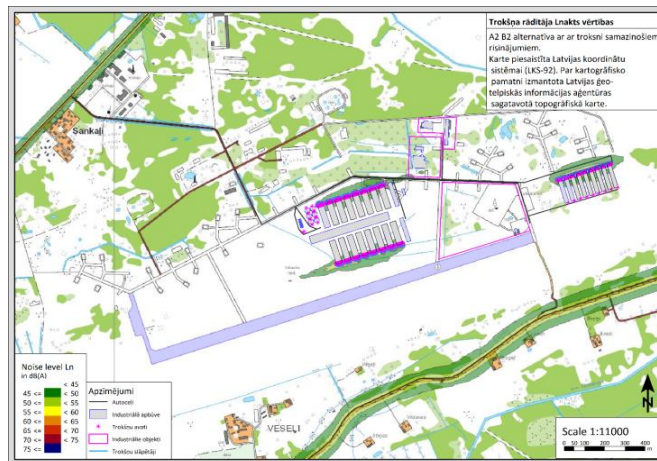 Trokšņa rādītāja Lnakts vērtības
A2 B2 alternatīva ar ar troksni samazinošiem
risinājumiem.
Karte piesaistīta Latvijas koordinātu
sistēmai (LKS-92). Par kartogrāfisko
pamatni izmantota Latvijas ģeo-
telpiskās informācijas aģentūras
sagatavotā topogrāfiskā karte.
Sankaļi
VESEĻI
Noise level Ln
in dB(A)
< 45
45 <= < 50
50 <= < 55
55 <= < 60
60 <= < 65
65 <= < 70
70 <= < 75
75 <=
Apzīmējumi
Autoceļi
Industriālā apbūve
Trokšņu avoti
Industriālie objekti
Trokšņu slāpētāji
N
Scale 1:11000
0 50 100 200 300 400
m